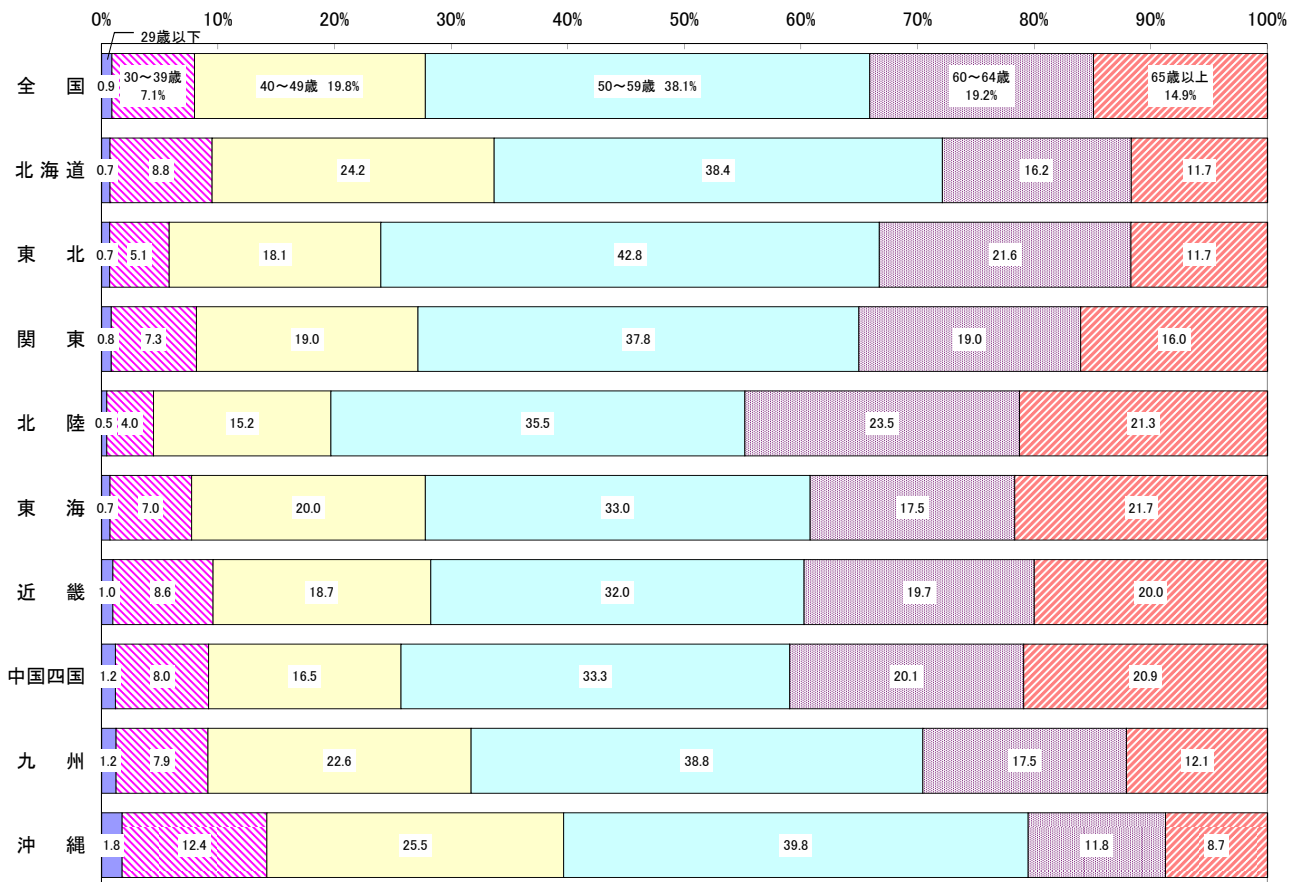 0% 10% 20% 30% 40% 50% 60% 70% 80% 90% 100%
29歳以下
全 国 0.9 30～39歳 7.1% 40～49歳 19.8% 50～59歳 38.1% 60～64歳 19.2% 65歳以上 14.9%
北海道 0.7 8.8 24.2 38.4 16.2 11.7
東 北 0.7 5.1 18.1 42.8 21.6 11.7
関 東 0.8 7.3 19.0 37.8 19.0 16.0
北 陸 0.5 4.0 15.2 35.5 23.5 21.3
東 海 0.7 7.0 20.0 33.0 17.5 21.7
近 畿 1.0 8.6 18.7 32.0 19.7 20.0
中国四国 1.2 8.0 16.5 33.3 20.1 20.9
九 州 1.2 7.9 22.6 38.8 17.5 12.1
沖 縄 1.8 12.4 25.5 39.8 11.8 8.7